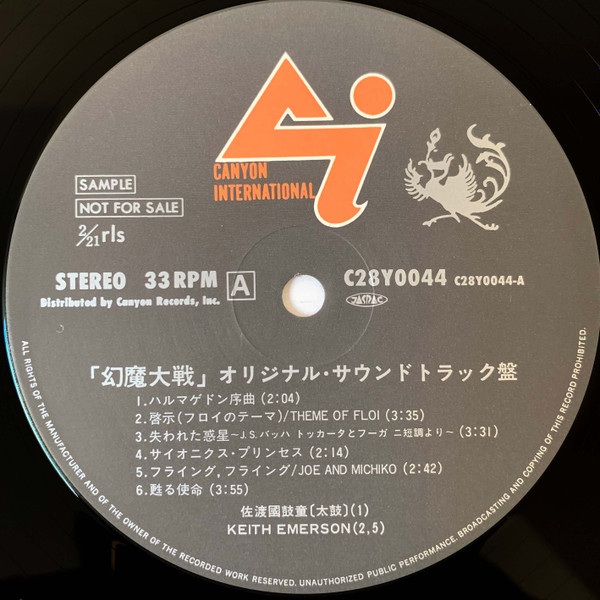 CANYON
INTERNATIONAL
SAMPLE
NOT FOR SALE
2/21rls
STEREO 33RPM A
Distributed by Canyon Records, Inc.
C28Y0044 C28Y0044-A
JASRAC
「幻魔大戦」オリジナル・サウンドトラック盤
1.ハルマゲドン序曲(2:04)
2.啓示(フロイのテーマ)/THEME OF FLOI(3:35)
3.失われた惑星〜J.S.バッハ トッカータとフーガ ニ短調より〜(3:31)
4.サイオニクス・プリンセス(2:14)
5.フライング,フライング/JOE AND MICHIKO(2:42)
6.甦る使命(3:55)
佐渡國鼓童〔太鼓〕(1)
KEITH EMERSON(2,5)
ALL RIGHTS OF THE MANUFACTURER AND OF THE OWNER OF THE RECORDED WORK RESERVED. UNAUTHORIZED PUBLIC PERFORMANCE, BROADCASTING AND COPYING OF THIS RECORD PROHIBITED.